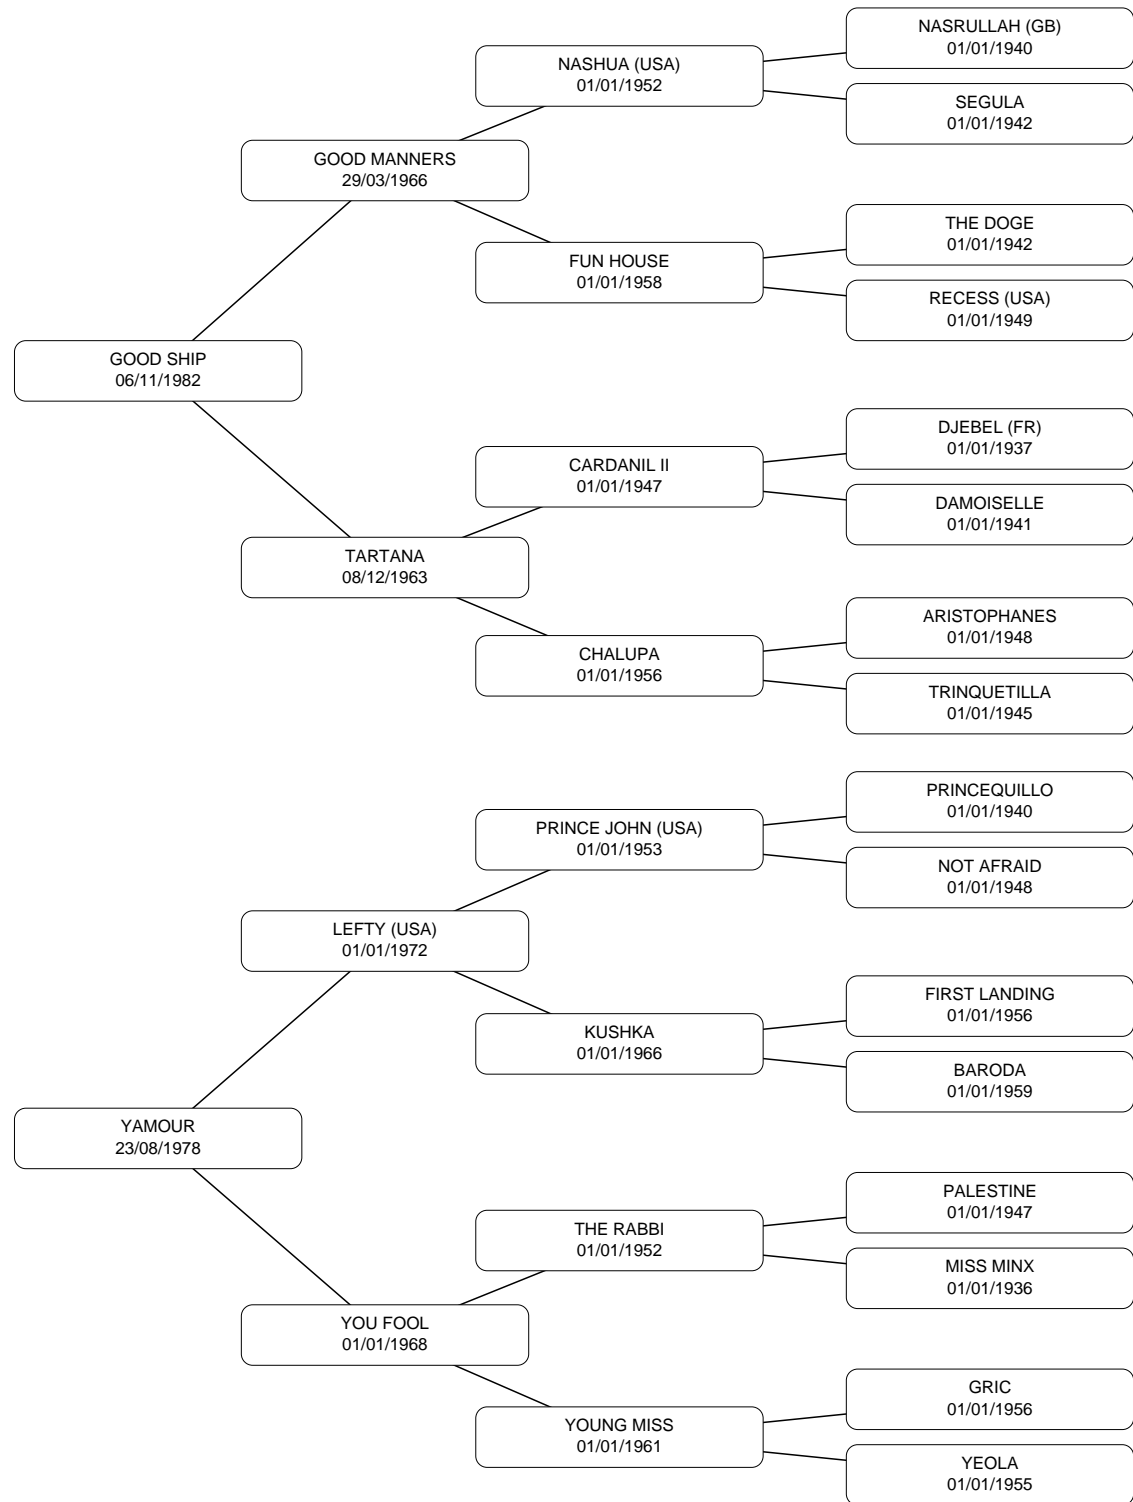 NASRULLAH (GB)
01/01/1940
NASHUA (USA)
01/01/1952
SEGULA
01/01/1942
GOOD MANNERS
29/03/1966
THE DOGE
01/01/1942
FUN HOUSE
01/01/1958
RECESS (USA)
01/01/1949
GOOD SHIP
06/11/1982
DJEBEL (FR)
01/01/1937
CARDANIL II
01/01/1947
DAMOISELLE
01/01/1941
TARTANA
08/12/1963
ARISTOPHANES
01/01/1948
CHALUPA
01/01/1956
TRINQUETILLA
01/01/1945
PRINCEQUILLO
01/01/1940
PRINCE JOHN (USA)
01/01/1953
NOT AFRAID
01/01/1948
LEFTY (USA)
01/01/1972
FIRST LANDING
01/01/1956
KUSHKA
01/01/1966
BARODA
01/01/1959
YAMOUR
23/08/1978
PALESTINE
01/01/1947
THE RABBI
01/01/1952
MISS MINX
01/01/1936
YOU FOOL
01/01/1968
GRIC
01/01/1956
YOUNG MISS
01/01/1961
YEOLA
01/01/1955